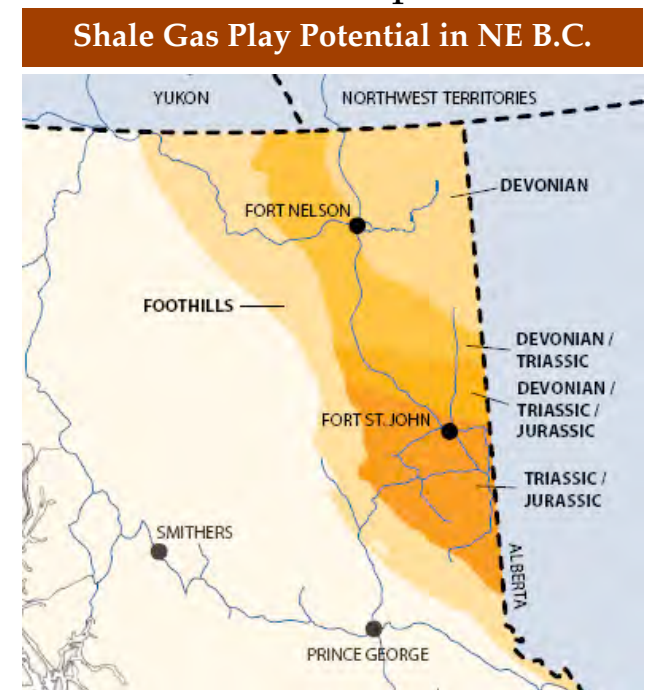 Shale Gas Play Potential in NE B.C.
YUKON
NORTHWEST TERRITORIES
DEVONIAN
FORT NELSON
FOOTHILLS
DEVONIAN /
TRIASSIC
DEVONIAN /
TRIASSIC /
JURASSIC
FORT ST. JOHN
TRIASSIC /
JURASSIC
SMITHERS
ALBERTA
PRINCE GEORGE